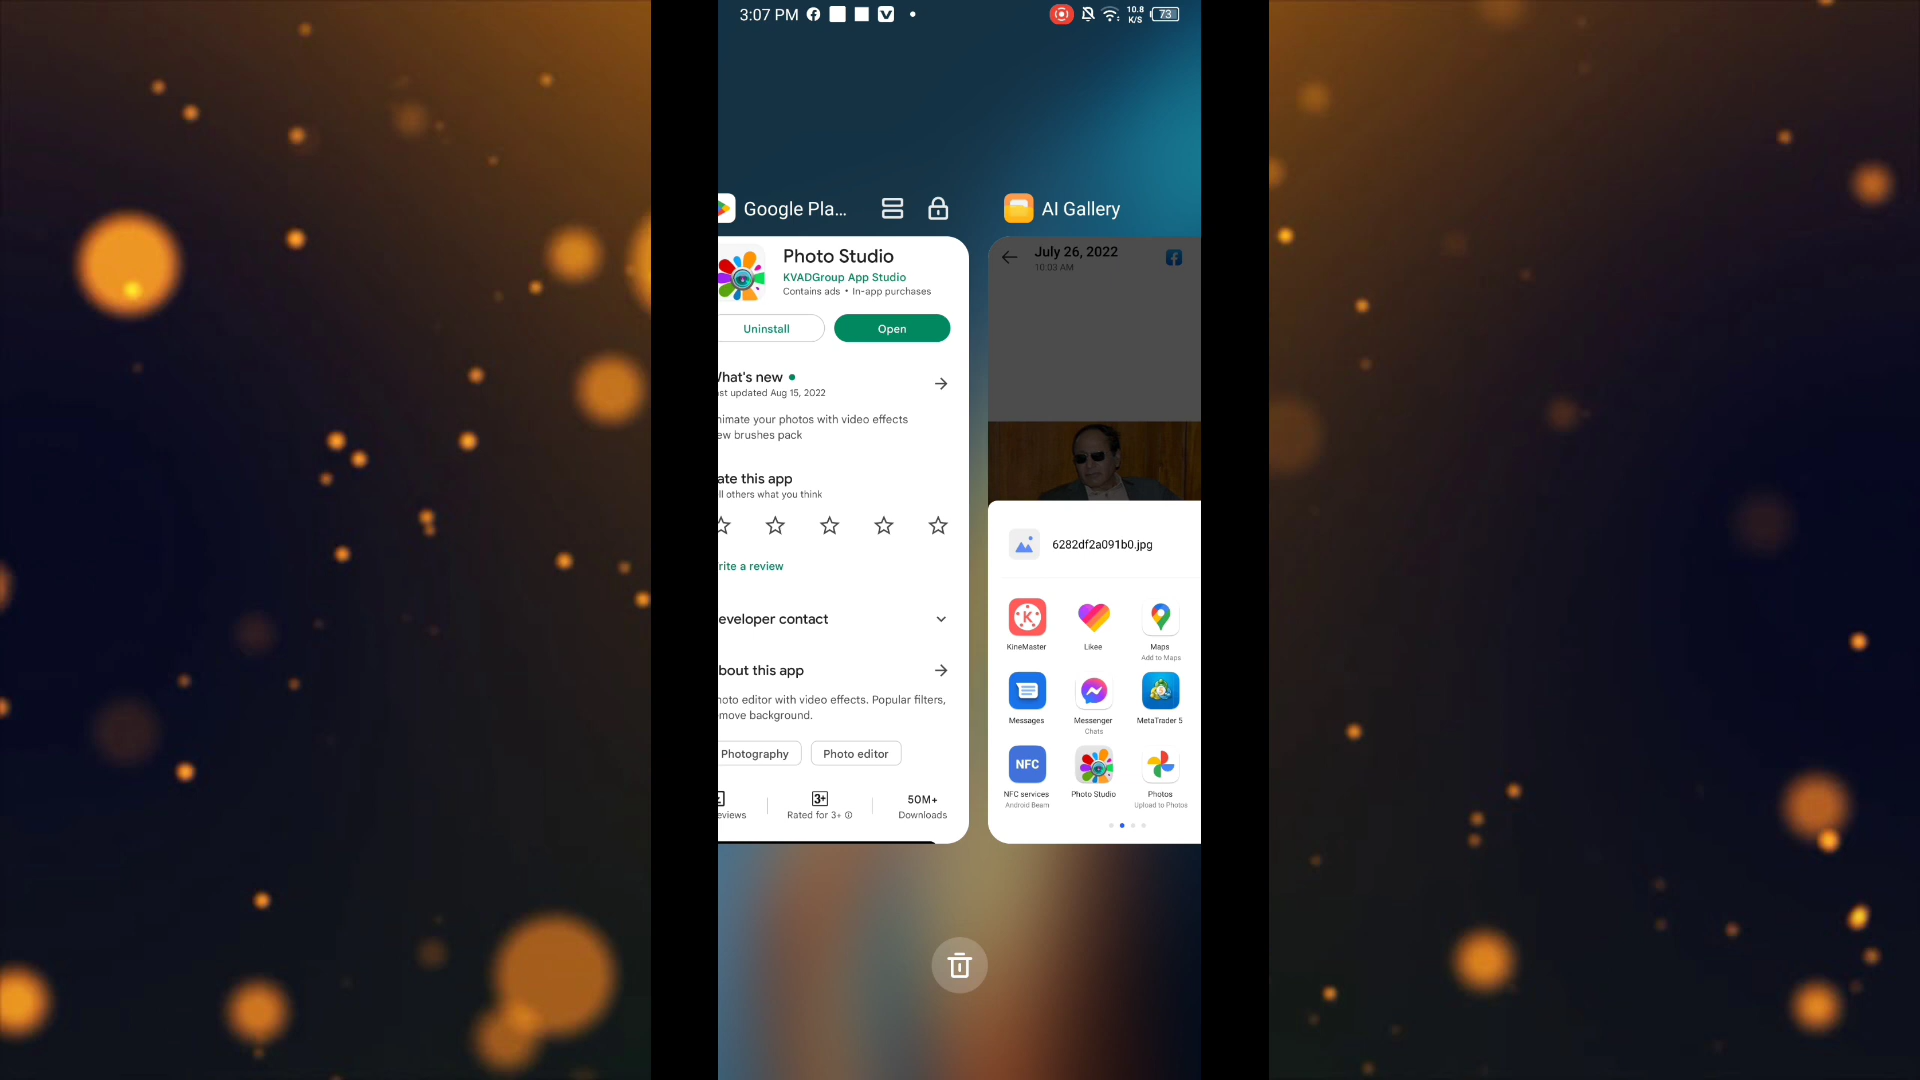 3:07 PM
10.8
K/S
73
Google Pla...
Photo Studio
KVADGroup App Studio
Contains ads • In-app purchases
Uninstall
Open
hat's new
st updated Aug 15, 2022
nimate your photos with video effects
ew brushes pack
ate this app
ll others what you think
rite a review
eveloper contact
bout this app
oto editor with video effects. Popular filters,
move background.
Photography
Photo editor
eviews
3+
Rated for 3+
50M+
Downloads
AI Gallery
July 26, 2022
10:03 AM
6282df2a091b0.jpg
KineMaster
Likee
Maps
Add to Maps
Messages
Messenger
Chats
MetaTrader 5
NFC
NFC services
Android Beam
Photo Studio
Photos
Upload to Photos